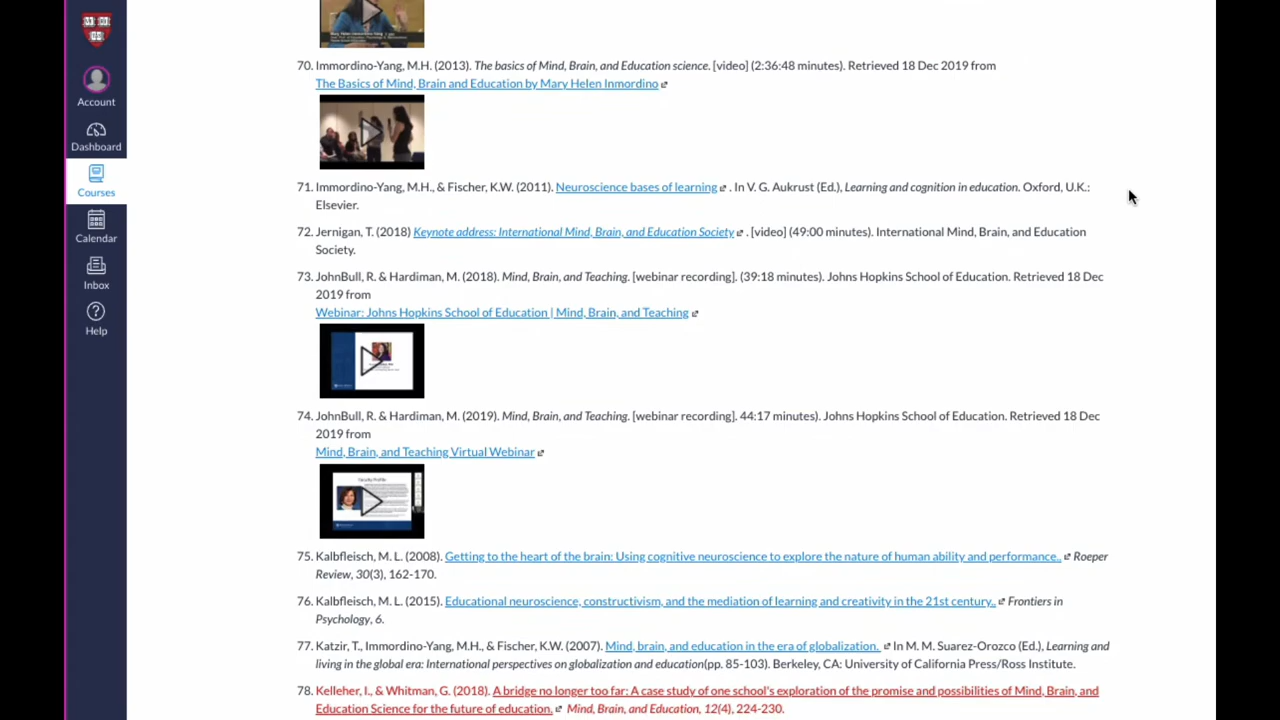 Account
Dashboard
Courses
Calendar
Inbox
Help
70. Immordino-Yang, M.H. (2013). The basics of Mind, Brain, and Education science. [video] (2:36:48 minutes). Retrieved 18 Dec 2019 from
The Basics of Mind, Brain and Education by Mary Helen Immordino
71. Immordino-Yang, M.H., & Fischer, K.W. (2011). Neuroscience bases of learning . In V. G. Aukrust (Ed.), Learning and cognition in education. Oxford, U.K.:
Elsevier.
72. Jernigan, T. (2018) Keynote address: International Mind, Brain, and Education Society . [video] (49:00 minutes). International Mind, Brain, and Education
Society.
73. JohnBull, R. & Hardiman, M. (2018). Mind, Brain, and Teaching. [webinar recording]. (39:18 minutes). Johns Hopkins School of Education. Retrieved 18 Dec
2019 from
Webinar: Johns Hopkins School of Education | Mind, Brain, and Teaching
74. JohnBull, R. & Hardiman, M. (2019). Mind, Brain, and Teaching. [webinar recording]. 44:17 minutes). Johns Hopkins School of Education. Retrieved 18 Dec
2019 from
Mind, Brain, and Teaching Virtual Webinar
75. Kalbfleisch, M. L. (2008). Getting to the heart of the brain: Using cognitive neuroscience to explore the nature of human ability and performance.. Roeper
Review, 30(3), 162-170.
76. Kalbfleisch, M. L. (2015). Educational neuroscience, constructivism, and the mediation of learning and creativity in the 21st century.. Frontiers in
Psychology, 6.
77. Katzir, T., Immordino-Yang, M.H., & Fischer, K.W. (2007). Mind, brain, and education in the era of globalization. In M. M. Suarez-Orozco (Ed.), Learning and
living in the global era: International perspectives on globalization and education(pp. 85-103). Berkeley, CA: University of California Press/Ross Institute.
78. Kelleher, I., & Whitman, G. (2018). A bridge no longer too far: A case study of one school's exploration of the promise and possibilities of Mind, Brain, and
Education Science for the future of education. Mind, Brain, and Education, 12(4), 224-230.